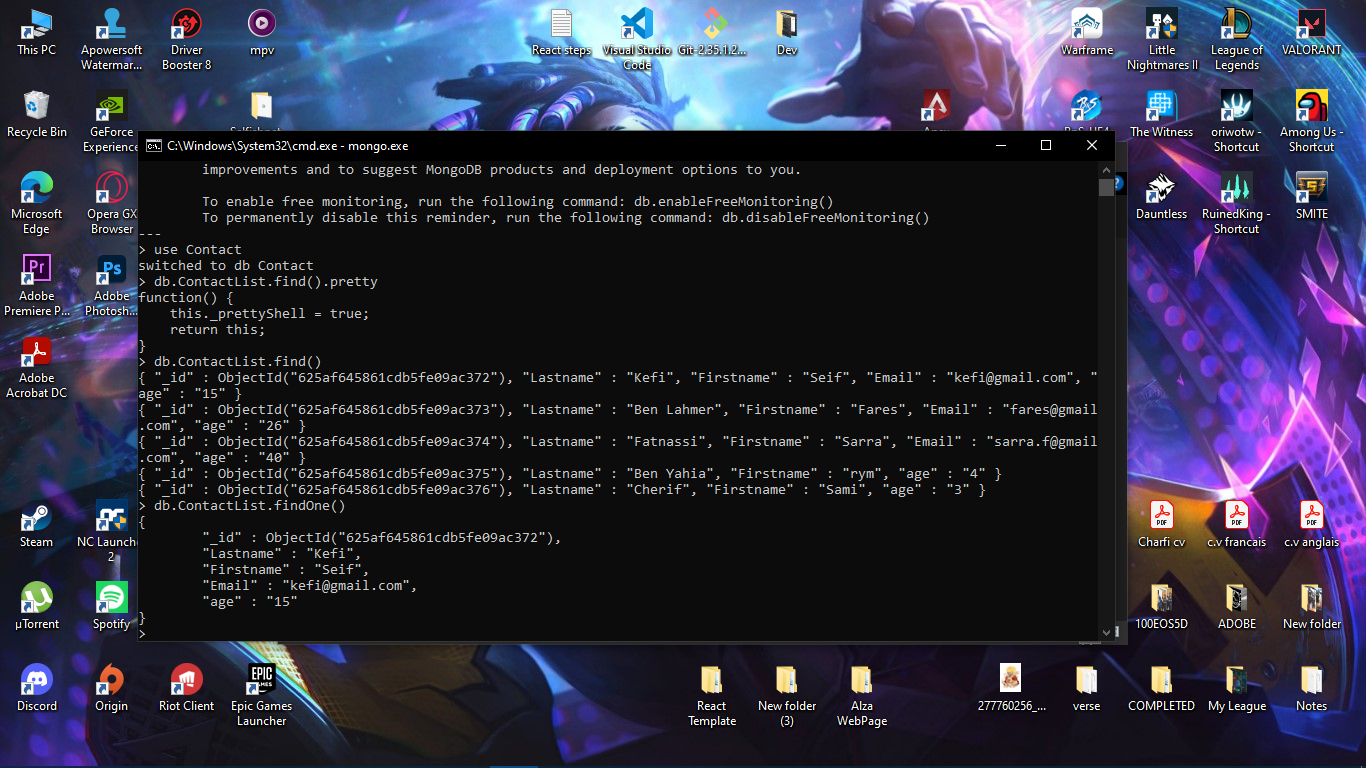 This PC
Apowersoft
Watermar...
Driver
Booster 8
mpv
React steps
Visual Studio
Code
Git-2.35.1.2...
Dev
Warframe
Little
Nightmares II
League of
Legends
VALORANT
Recycle Bin
GeForce
Experience
The Witness
oriwotw -
Shortcut
Among Us -
Shortcut
C:\Windows\System32\cmd.exe - mongo.exe
improvements and to suggest MongoDB products and deployment options to you.
To enable free monitoring, run the following command: db.enableFreeMonitoring()
To permanently disable this reminder, run the following command: db.disableFreeMonitoring()
---
> use Contact
switched to db Contact
> db.ContactList.find().pretty
function() {
this._prettyShell = true;
return this;
}
> db.ContactList.find()
{ "_id" : ObjectId("625af645861cdb5fe09ac372"), "Lastname" : "Kefi", "Firstname" : "Seif", "Email" : "kefi@gmail.com", "
age" : "15" }
{ "_id" : ObjectId("625af645861cdb5fe09ac373"), "Lastname" : "Ben Lahmer", "Firstname" : "Fares", "Email" : "fares@gmail
.com", "age" : "26" }
{ "_id" : ObjectId("625af645861cdb5fe09ac374"), "Lastname" : "Fatnassi", "Firstname" : "Sarra", "Email" : "sarra.f@gmail
.com", "age" : "40" }
{ "_id" : ObjectId("625af645861cdb5fe09ac375"), "Lastname" : "Ben Yahia", "Firstname" : "rym", "age" : "4" }
{ "_id" : ObjectId("625af645861cdb5fe09ac376"), "Lastname" : "Cherif", "Firstname" : "Sami", "age" : "3" }
> db.ContactList.findOne()
{
"_id" : ObjectId("625af645861cdb5fe09ac372"),
"Lastname" : "Kefi",
"Firstname" : "Seif",
"Email" : "kefi@gmail.com",
"age" : "15"
}
>
Microsoft
Edge
Opera GX
Browser
Dauntless
RuinedKing -
Shortcut
SMITE
Adobe
Premiere P...
Adobe
Photosh...
Adobe
Acrobat DC
Steam
NC Launche
2
Charfi cv
c.v francais
c.v anglais
µTorrent
Spotify
100EOS5D
ADOBE
New folder
Discord
Origin
Riot Client
Epic Games
Launcher
React
Template
New folder
(3)
Alza
WebPage
277760256_...
verse
COMPLETED
My League
Notes